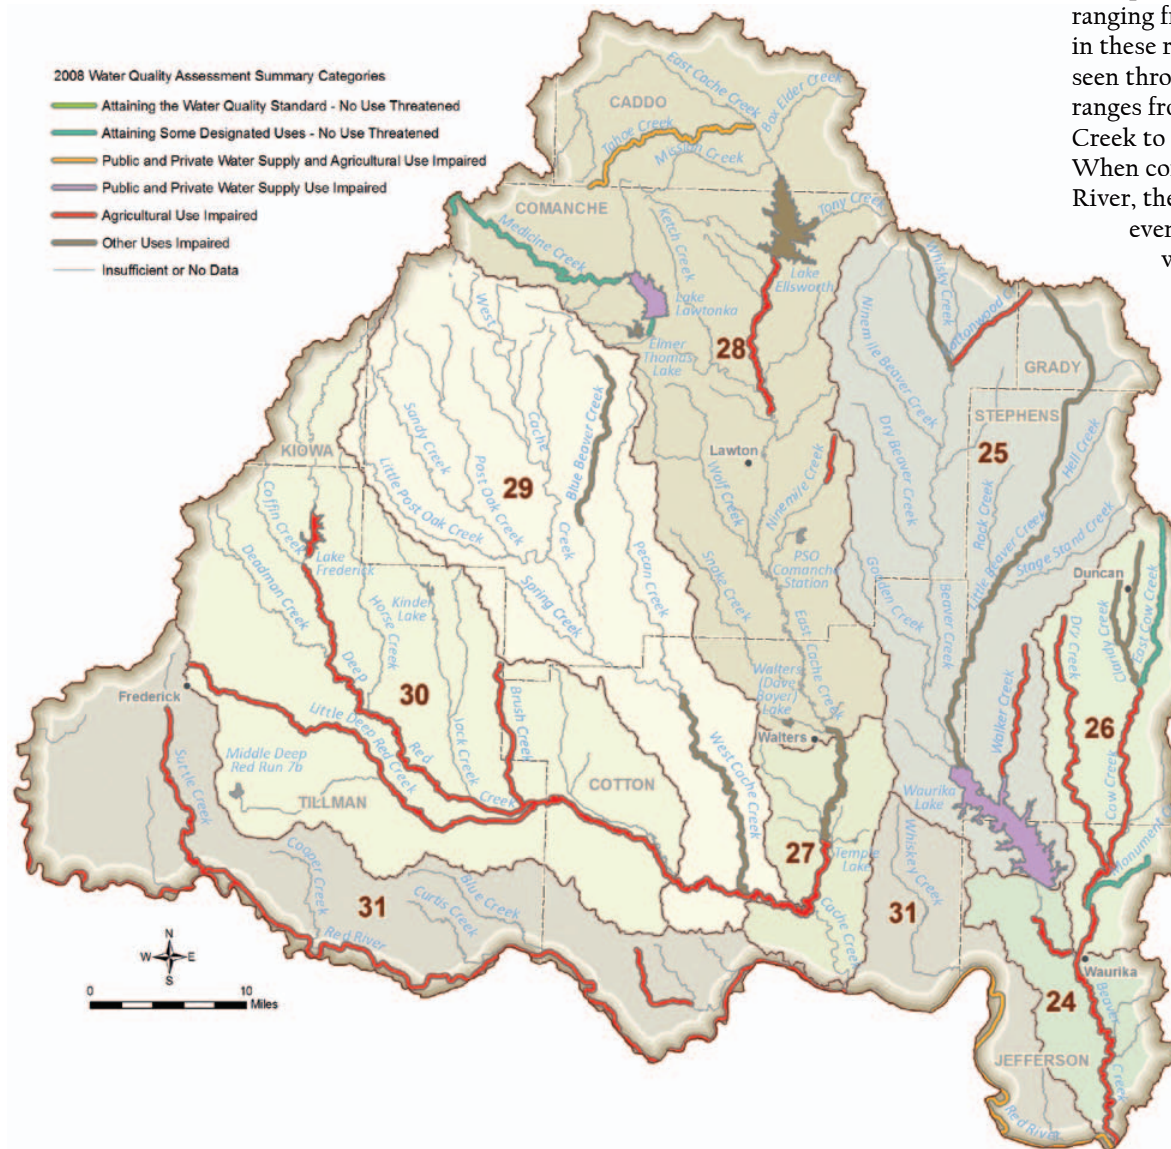 ranging f
in these r
seen thro
ranges fro
Creek to
When co
River, the
even
w
2008 Water Quality Assessment Summary Categories
Attaining the Water Quality Standard - No Use Threatened
Attaining Some Designated Uses - No Use Threatened
Public and Private Water Supply and Agricultural Use Impaired
Public and Private Water Supply Use Impaired
Agricultural Use Impaired
Other Uses Impaired
Insufficient or No Data
East Cache Creek
Box Elder Creek
CADDO
Tahoe Creek
Mission Creek
COMANCHE
Tony Creek
Medicine Creek
Ketch Creek
Lake
Ellsworth
Lake
Lawtonka
Elmer
Thomas
Lake
28
Whisky Creek
Cottonwood C
Ninemile Beaver Creek
GRADY
STEPHENS
25
West
Cache
Creek
Sandy Creek
Post Oak Creek
Little Post Oak Creek
29
Blue Beaver Creek
KIOWA
Lawton
Wolf Creek
Ninemile Creek
Dry Beaver Creek
Hell Creek
Rock Creek
Coffin Creek
Lake
Frederick
Deadman Creek
Kinder
Lake
Horse Creek
Spring Creek
Pecan Creek
Snake Creek
PSO
Comanche
Station
East Cache Creek
Godden Creek
Beaver Creek
Little Beaver Creek
Stage Stand Creek
Duncan
Claridy Creek
East Cow Creek
Dry Creek
Walker Creek
26
Cow Creek
Monument
Frederick
Suttle Creek
Deep
Red
Creek
30
Little Deep Red Creek
Jack Creek
Brush Creek
Middle Deep
Red Run 7b
TILLMAN
COTTON
West Cache Creek
Walters
(Dave
Boyer)
Lake
Walters
Waurika
Lake
27
Temple
Lake
Cache Creek
Whiskey Creek
31
Cooper Creek
Curtis Creek
Blue Creek
31
Red River
Waurika
24
Beaver
Creek
JEFFERSON
Red River
N
W
E
S
0
10
Miles